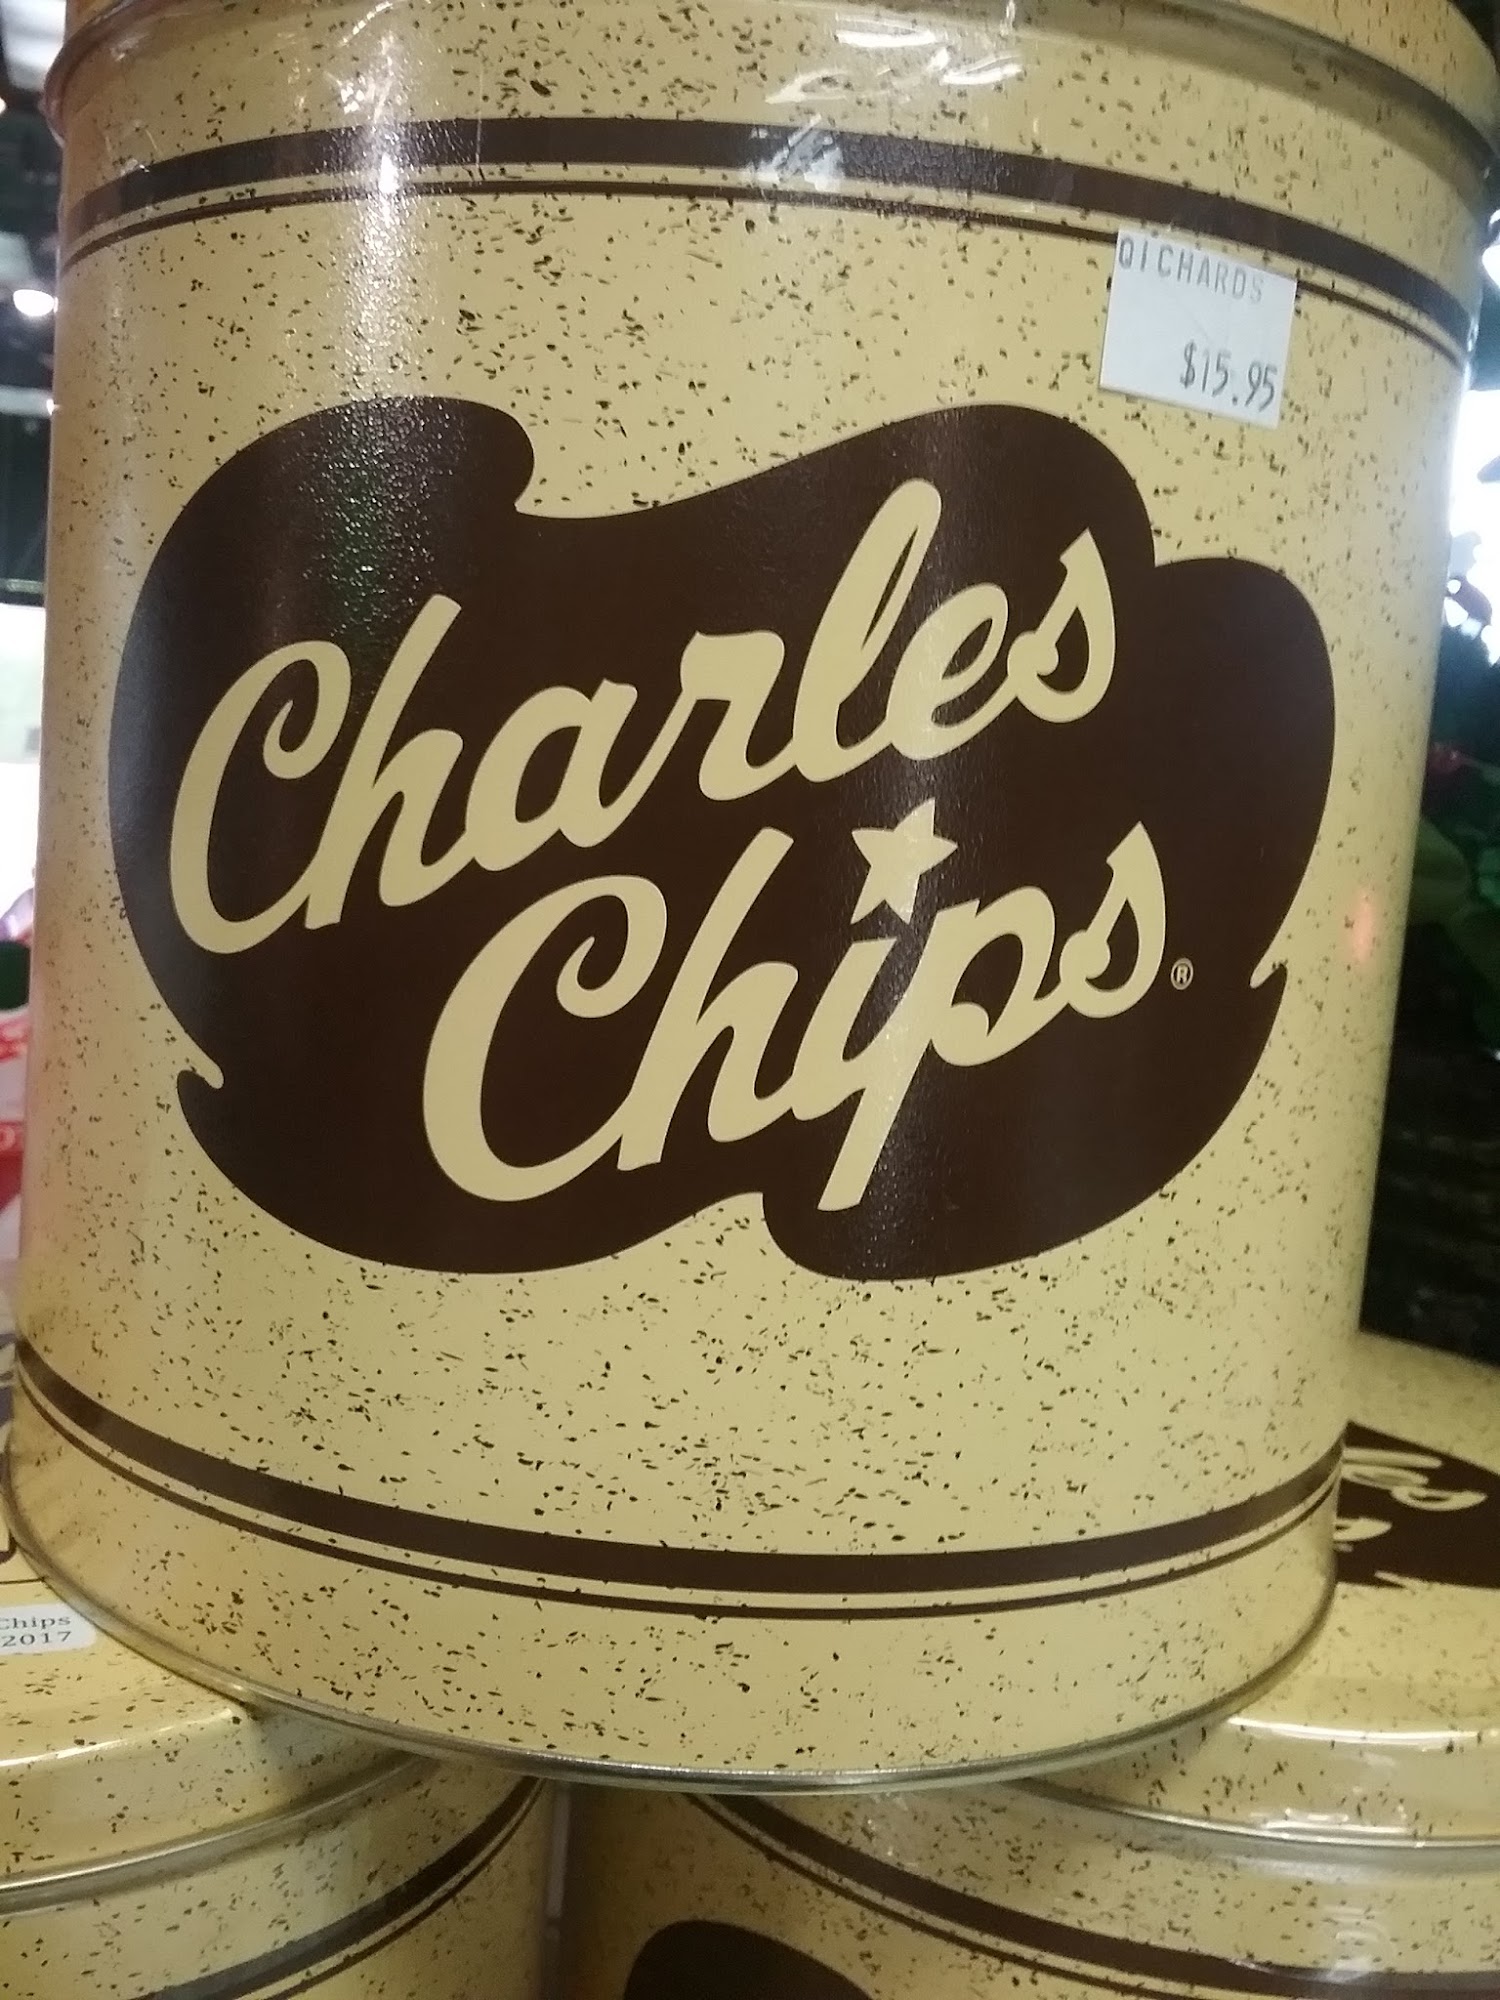 QICHARDS
$15.95
Charles
Chips®
Chips
2017